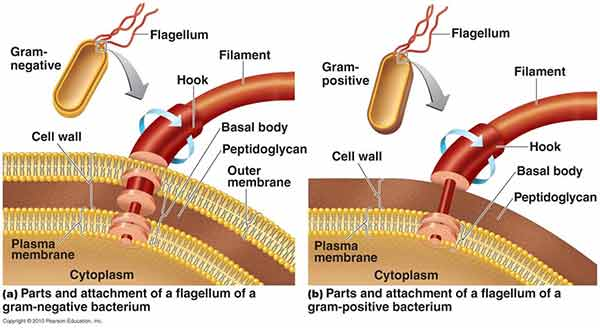 Flagellum
Gram-
negative
Filament
Hook
Cell wall
Basal body
Peptidoglycan
Outer
membrane
Plasma
membrane
Cytoplasm
(a) Parts and attachment of a flagellum of a
gram-negative bacterium
Flagellum
Gram-
positive
Filament
Hook
Cell wall
Basal body
Peptidoglycan
Plasma
membrane
Cytoplasm
(b) Parts and attachment of a flagellum of a
gram-positive bacterium
Copyright © 2010 Pearson Education, Inc.